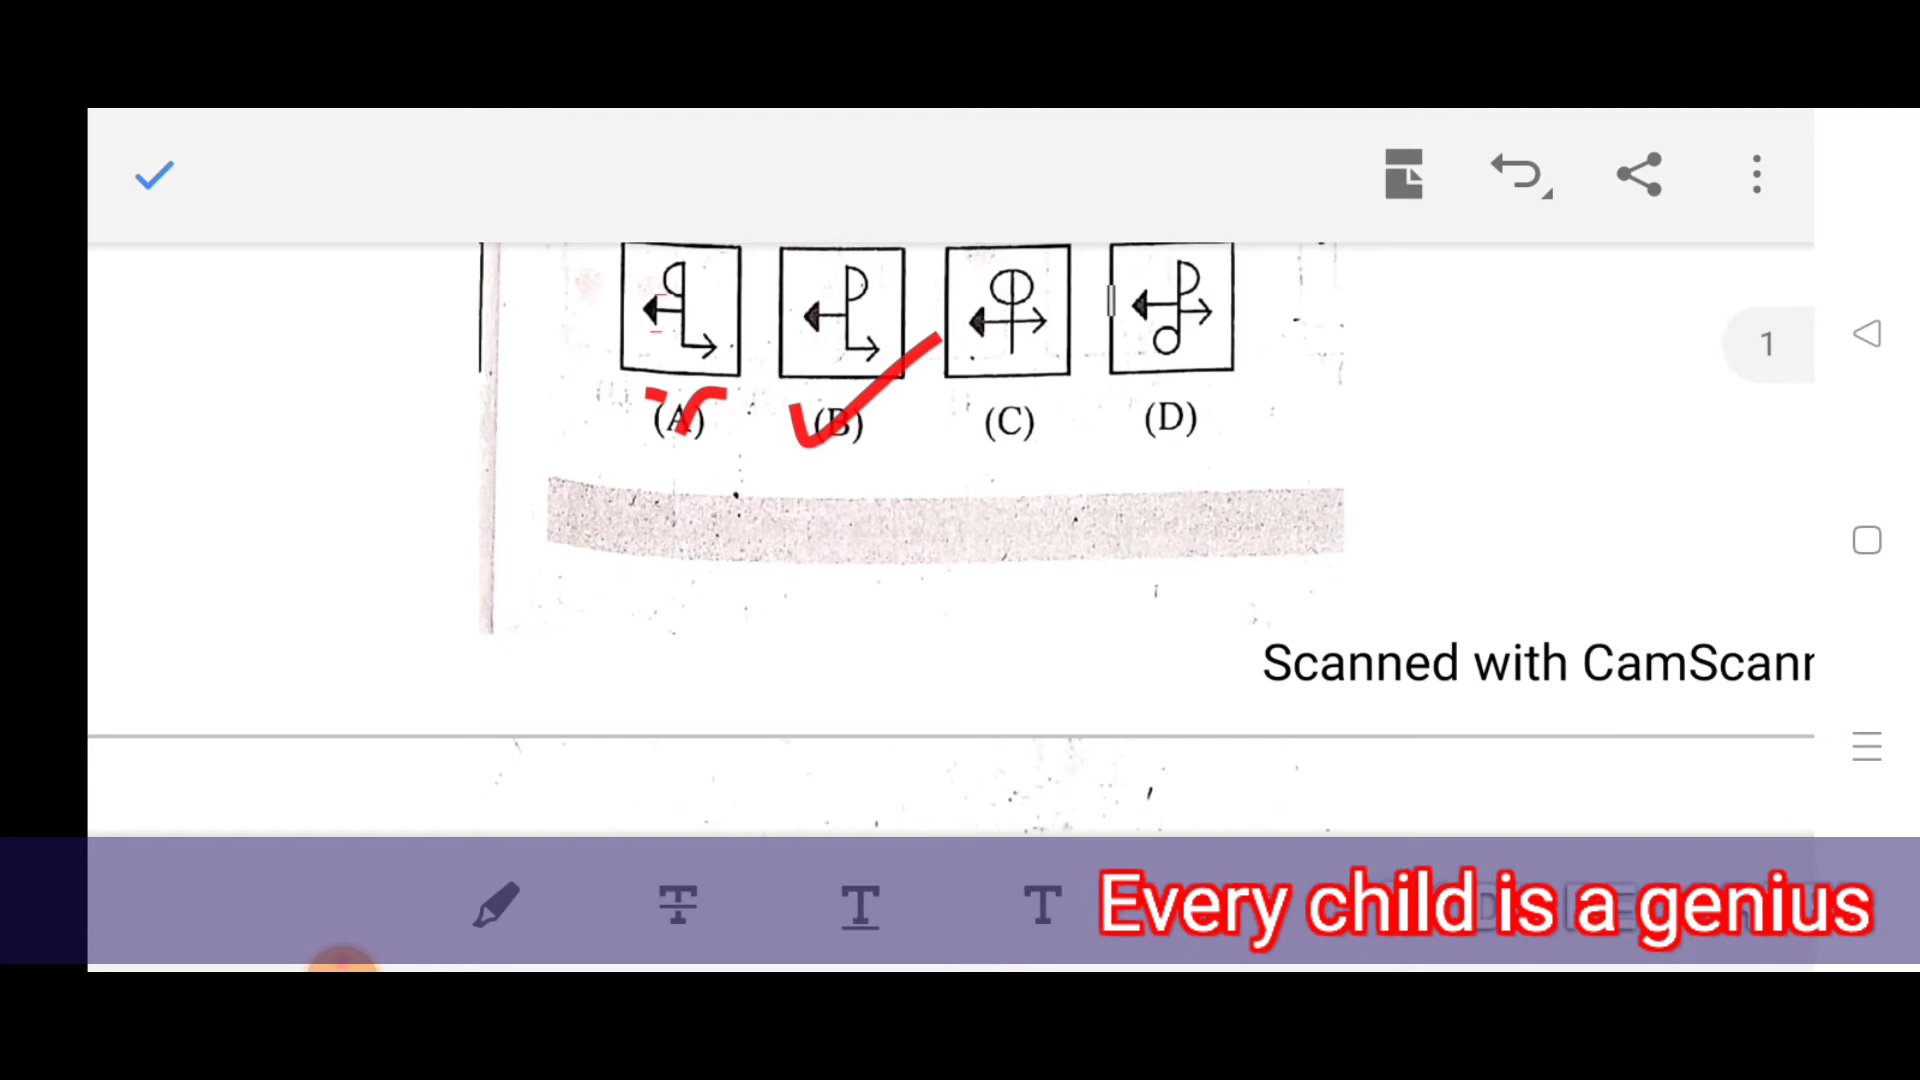 1
(A) (B) (C) (D)
Scanned with CamScanr
T T T
Every child is a genius